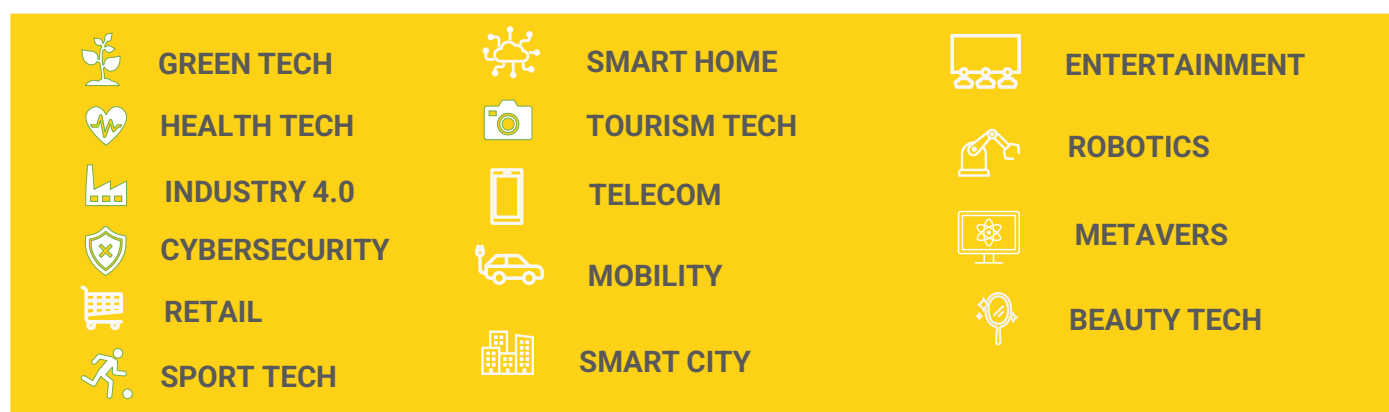 GREEN TECH
HEALTH TECH
INDUSTRY 4.0
CYBERSECURITY
RETAIL
SPORT TECH
SMART HOME
TOURISM TECH
TELECOM
MOBILITY
SMART CITY
ENTERTAINMENT
ROBOTICS
METAVERS
BEAUTY TECH